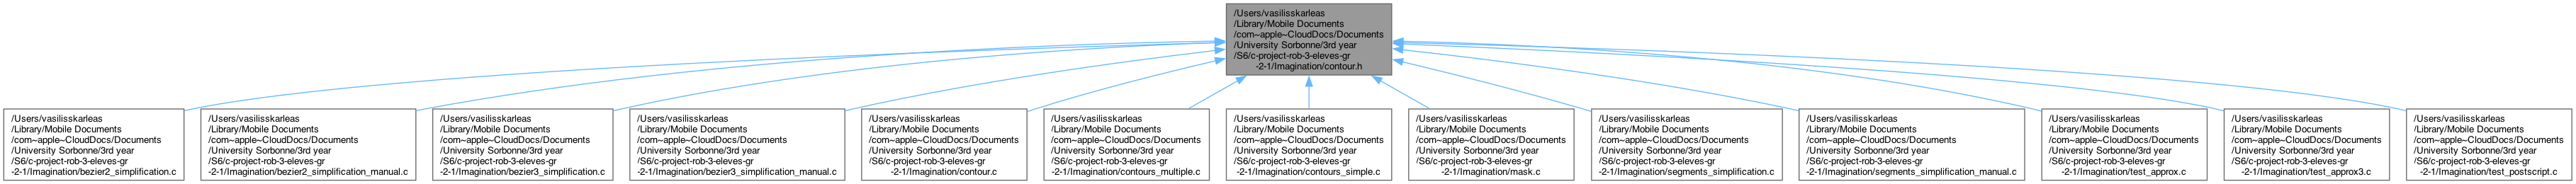 /Users/vasilisskarleas
/Library/Mobile Documents
/com~apple~CloudDocs/Documents
/University Sorbonne/3rd year
/S6/c-project-rob-3-eleves-gr
-2-1/Imagination/contour.h
/Users/vasilisskarleas
/Library/Mobile Documents
/com~apple~CloudDocs/Documents
/University Sorbonne/3rd year
/S6/c-project-rob-3-eleves-gr
-2-1/Imagination/bezier2_simplification.c
/Users/vasilisskarleas
/Library/Mobile Documents
/com~apple~CloudDocs/Documents
/University Sorbonne/3rd year
/S6/c-project-rob-3-eleves-gr
-2-1/Imagination/bezier2_simplification_manual.c
/Users/vasilisskarleas
/Library/Mobile Documents
/com~apple~CloudDocs/Documents
/University Sorbonne/3rd year
/S6/c-project-rob-3-eleves-gr
-2-1/Imagination/bezier3_simplification.c
/Users/vasilisskarleas
/Library/Mobile Documents
/com~apple~CloudDocs/Documents
/University Sorbonne/3rd year
/S6/c-project-rob-3-eleves-gr
-2-1/Imagination/bezier3_simplification_manual.c
/Users/vasilisskarleas
/Library/Mobile Documents
/com~apple~CloudDocs/Documents
/University Sorbonne/3rd year
/S6/c-project-rob-3-eleves-gr
-2-1/Imagination/contour.c
/Users/vasilisskarleas
/Library/Mobile Documents
/com~apple~CloudDocs/Documents
/University Sorbonne/3rd year
/S6/c-project-rob-3-eleves-gr
-2-1/Imagination/contours_multiple.c
/Users/vasilisskarleas
/Library/Mobile Documents
/com~apple~CloudDocs/Documents
/University Sorbonne/3rd year
/S6/c-project-rob-3-eleves-gr
-2-1/Imagination/contours_simple.c
/Users/vasilisskarleas
/Library/Mobile Documents
/com~apple~CloudDocs/Documents
/University Sorbonne/3rd year
/S6/c-project-rob-3-eleves-gr
-2-1/Imagination/mask.c
/Users/vasilisskarleas
/Library/Mobile Documents
/com~apple~CloudDocs/Documents
/University Sorbonne/3rd year
/S6/c-project-rob-3-eleves-gr
-2-1/Imagination/segments_simplification.c
/Users/vasilisskarleas
/Library/Mobile Documents
/com~apple~CloudDocs/Documents
/University Sorbonne/3rd year
/S6/c-project-rob-3-eleves-gr
-2-1/Imagination/segments_simplification_manual.c
/Users/vasilisskarleas
/Library/Mobile Documents
/com~apple~CloudDocs/Documents
/University Sorbonne/3rd year
/S6/c-project-rob-3-eleves-gr
-2-1/Imagination/test_approx.c
/Users/vasilisskarleas
/Library/Mobile Documents
/com~apple~CloudDocs/Documents
/University Sorbonne/3rd year
/S6/c-project-rob-3-eleves-gr
-2-1/Imagination/test_approx3.c
/Users/vasilisskarleas
/Library/Mobile Documents
/com~apple~CloudDocs/Documents
/University Sorbonne/3rd year
/S6/c-project-rob-3-eleves-gr
-2-1/Imagination/test_postscript.c